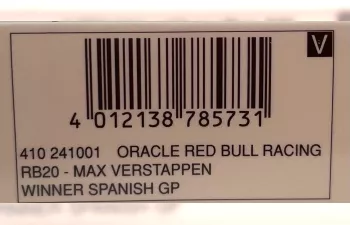 V
4 012138 785731
410 241001 ORACLE RED BULL RACING
RB20 - MAX VERSTAPPEN
WINNER SPANISH GP